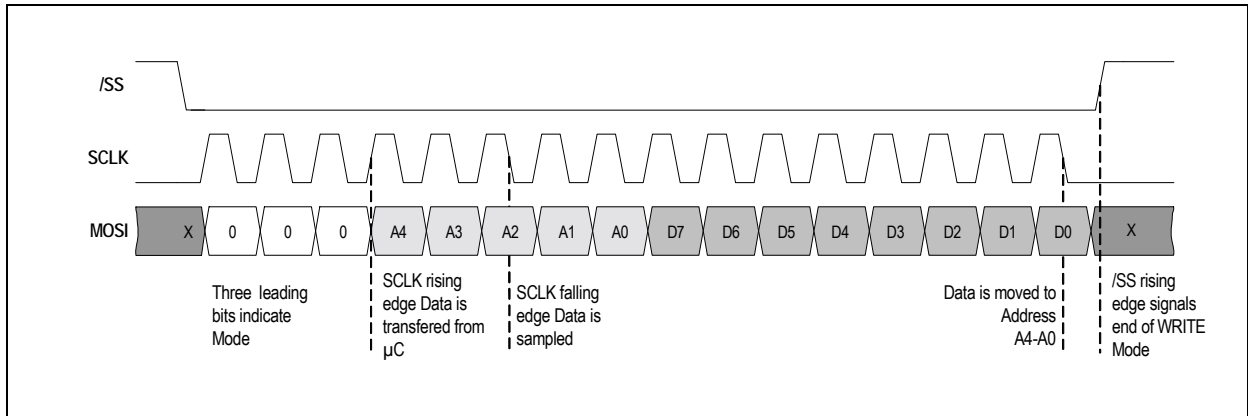 /SS
SCLK
MOSI X 0 0 0 A4 A3 A2 A1 A0 D7 D6 D5 D4 D3 D2 D1 D0 X
Three leading
bits indicate
Mode
SCLK rising
edge Data is
transfered from
µC
SCLK falling
edge Data is
sampled
Data is moved to
Address
A4-A0
/SS rising
edge signals
end of WRITE
Mode